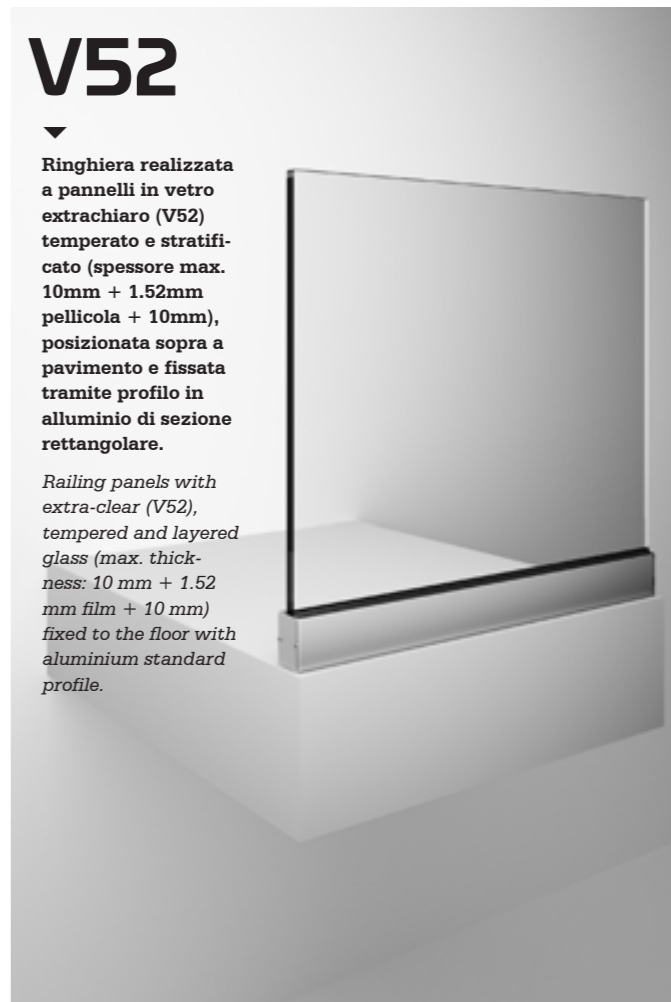 V52
Ringhiera realizzata
a pannelli in vetro
extrachiaro (V52)
temperato e stratifi-
cato (spessore max.
10mm + 1.52mm
pellicola + 10mm),
posizionata sopra a
pavimento e fissata
tramite profilo in
alluminio di sezione
rettangolare.
Railing panels with
extra-clear (V52),
tempered and layered
glass (max. thick-
ness: 10 mm + 1.52
mm film + 10 mm)
fixed to the floor with
aluminium standard
profile.